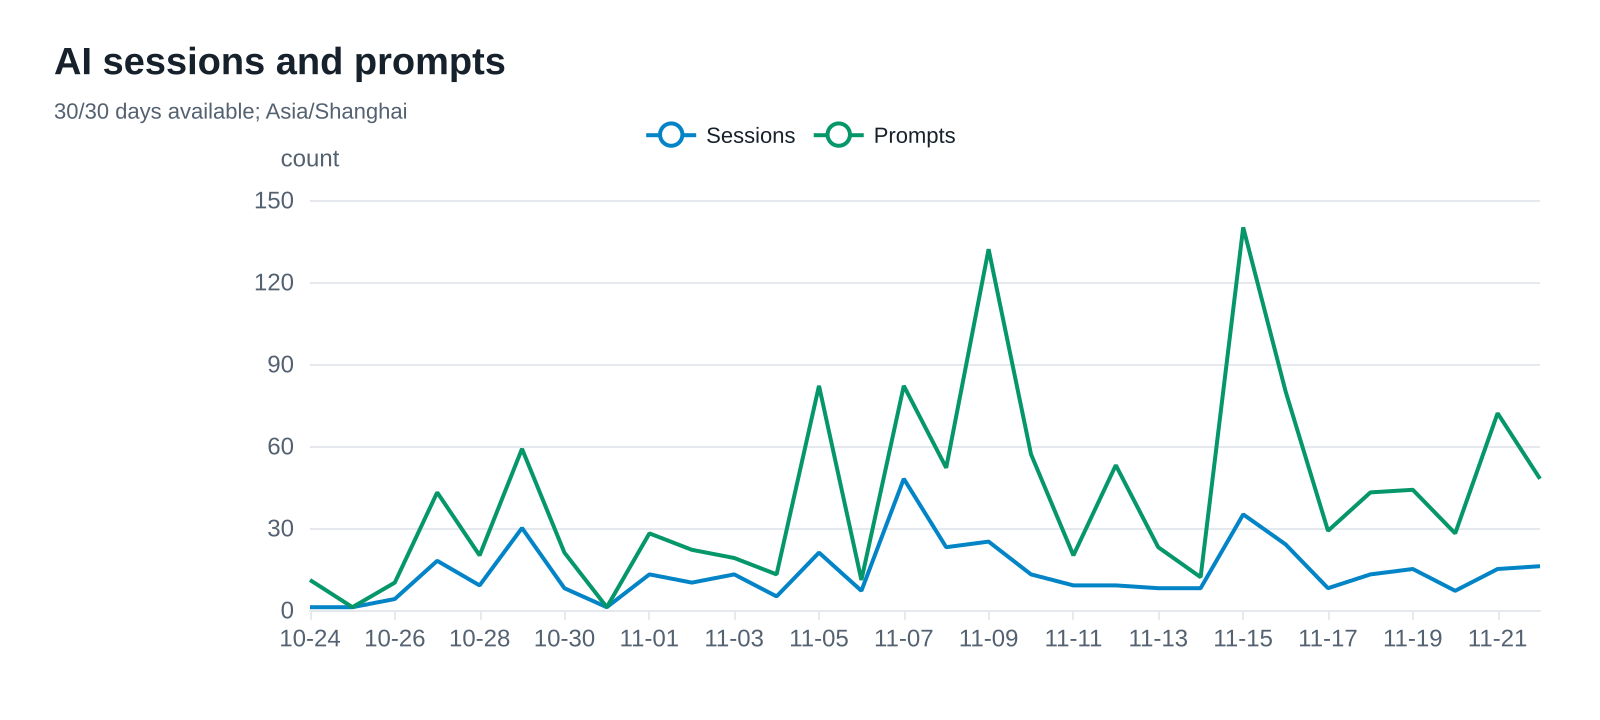 AI sessions and prompts
30/30 days available; Asia/Shanghai
Sessions Prompts
count
150
120
90
60
30
0
10-24 10-26 10-28 10-30 11-01 11-03 11-05 11-07 11-09 11-11 11-13 11-15 11-17 11-19 11-21